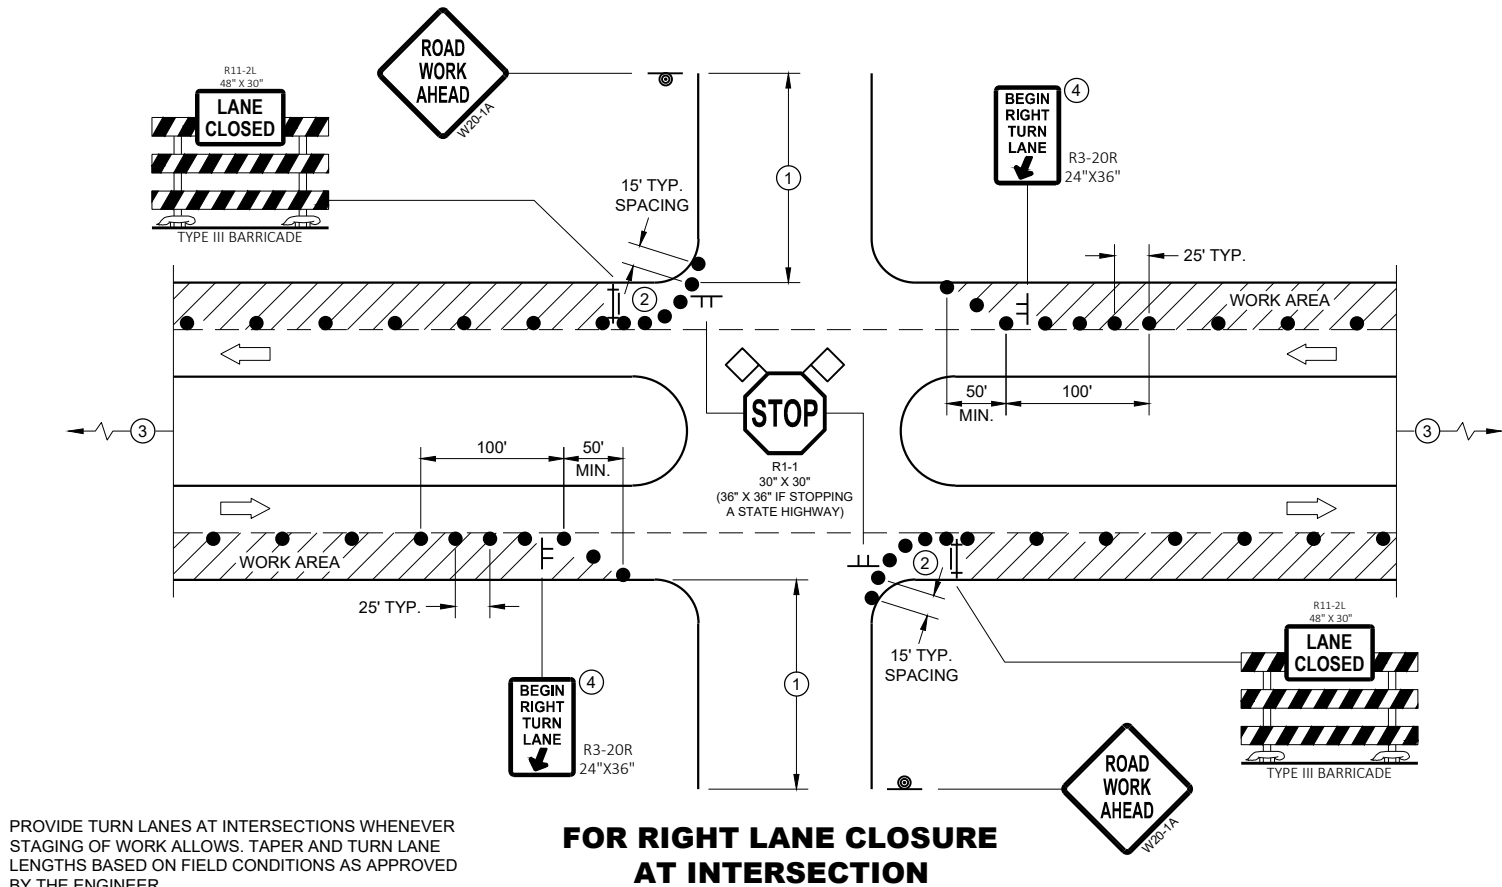 ROAD
WORK
AHEAD
W20-1A
R11-2L
48" X 30"
LANE
CLOSED
TYPE III BARRICADE
15' TYP.
SPACING
1
BEGIN
RIGHT
TURN
LANE
4
R3-20R
24"X36"
25' TYP.
2
WORK AREA
50'
MIN.
100'
3
STOP
R1-1
30" X 30"
(36" X 36" IF STOPPING
A STATE HIGHWAY)
3
100'
50'
MIN.
WORK AREA
25' TYP.
2
15' TYP.
SPACING
1
R11-2L
48" X 30"
LANE
CLOSED
TYPE III BARRICADE
BEGIN
RIGHT
TURN
LANE
4
R3-20R
24"X36"
ROAD
WORK
AHEAD
W20-1A
PROVIDE TURN LANES AT INTERSECTIONS WHENEVER
STAGING OF WORK ALLOWS. TAPER AND TURN LANE
LENGTHS BASED ON FIELD CONDITIONS AS APPROVED
BY THE ENGINEER
FOR RIGHT LANE CLOSURE
AT INTERSECTION